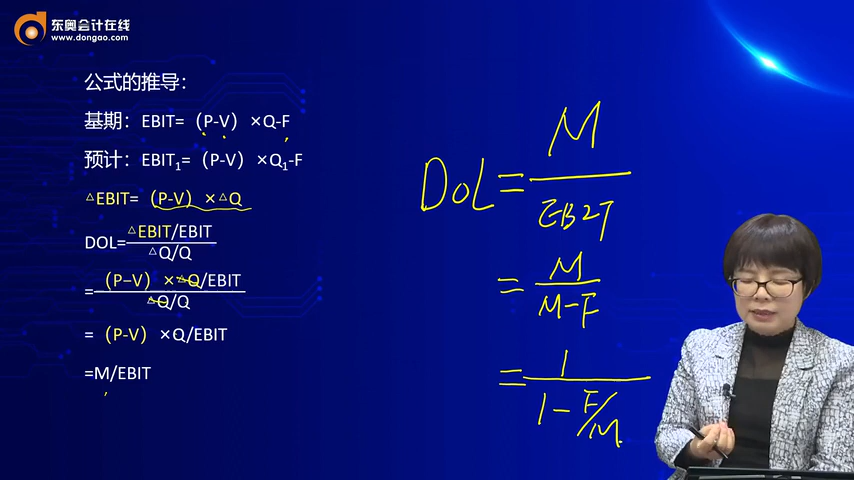 东奥会计在线
www.dongao.com
公式的推导：
基期：EBIT=（P-V）×Q-F
预计：EBIT₁=（P-V）×Q₁-F
△EBIT=（P-V）×△Q
DOL=△EBIT/EBIT
△Q/Q
=（P-V）×△Q/EBIT
△Q/Q
=（P-V）×Q/EBIT
=M/EBIT
DOL=M
EBIT
=M
M-F
=1
1-F/M